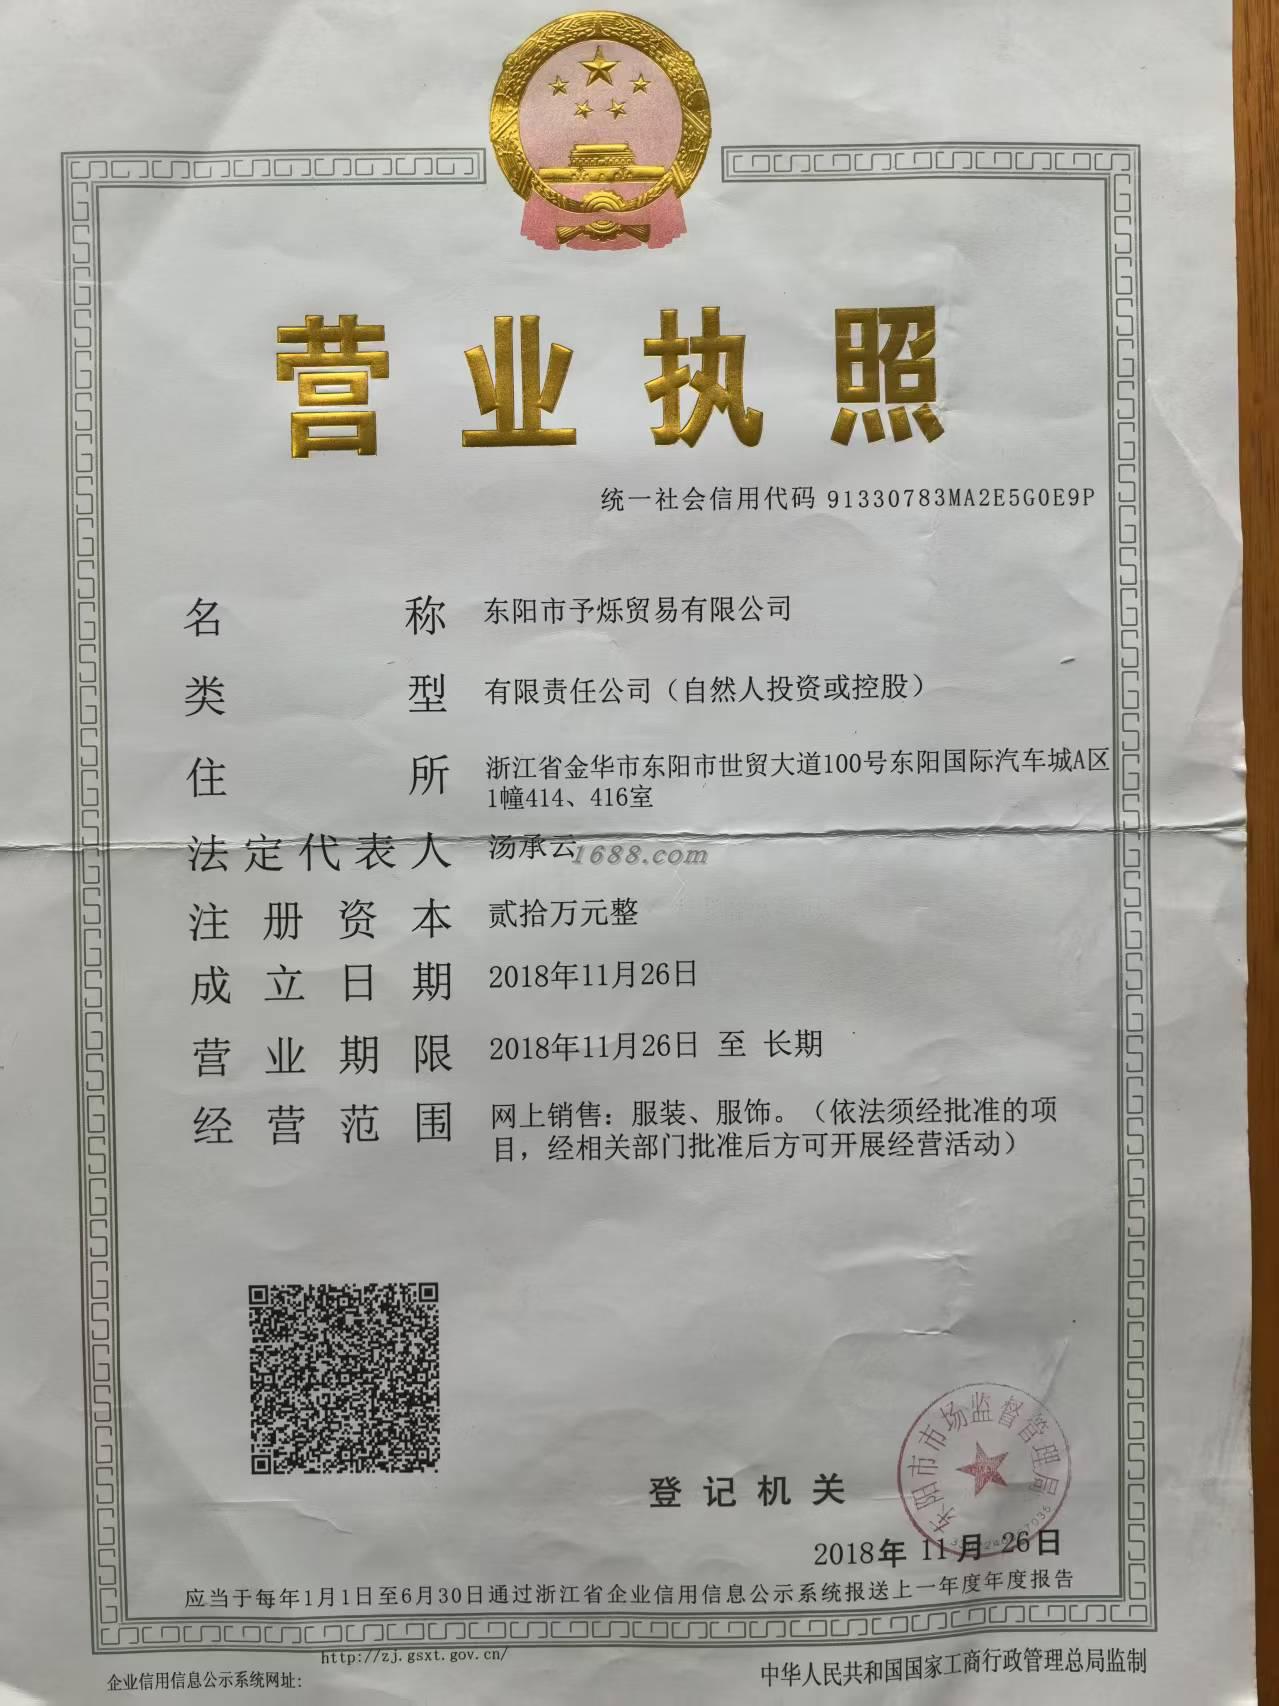 营业执照
统一社会信用代码 91330783MA2E5G0E9P
名称 东阳市予烁贸易有限公司
类型 有限责任公司（自然人投资或控股）
住所 浙江省金华市东阳市世贸大道100号东阳国际汽车城A区
1幢414、416室
法定代表人 汤承云
1688.com
注册资本 贰拾万元整
成立日期 2018年11月26日
营业期限 2018年11月26日 至 长期
经营范围 网上销售：服装、服饰。（依法须经批准的项
目，经相关部门批准后方可开展经营活动）
东阳市市场监督管理局
登记机关
2018年 11月 26日
应当于每年1月1日至6月30日通过浙江省企业信用信息公示系统报送上一年度年度报告
http://zj.gsxt.gov.cn/
企业信用信息公示系统网址:
中华人民共和国国家工商行政管理总局监制